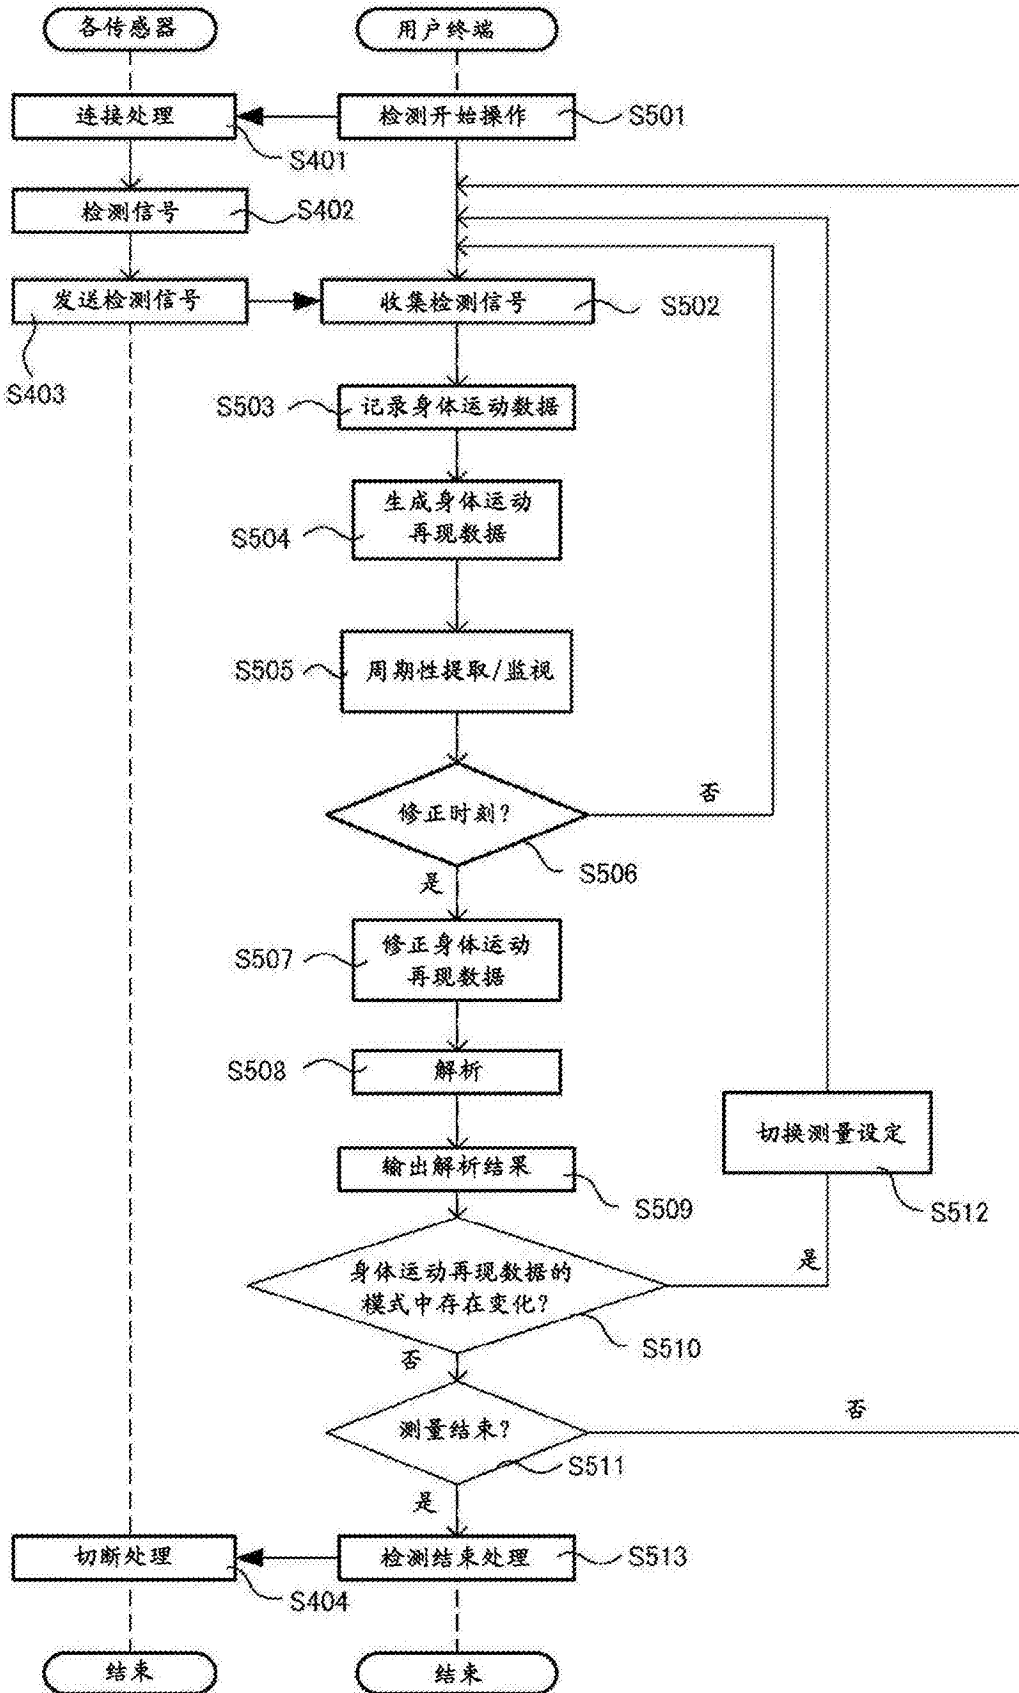 各传感器
用户终端
连接处理
检测开始操作
S501
S401
检测信号
S402
发送检测信号
收集检测信号
S502
S403
S503
记录身体运动数据
生成身体运动
再现数据
S504
S505
周期性提取/监视
修正时刻?
否
S506
是
修正身体运动
再现数据
S507
S508
解析
切换测量设定
S512
输出解析结果
S509
身体运动再现数据的
模式中存在变化?
是
S510
否
测量结束?
否
S511
是
切断处理
检测结束处理
S513
S404
结束
结束